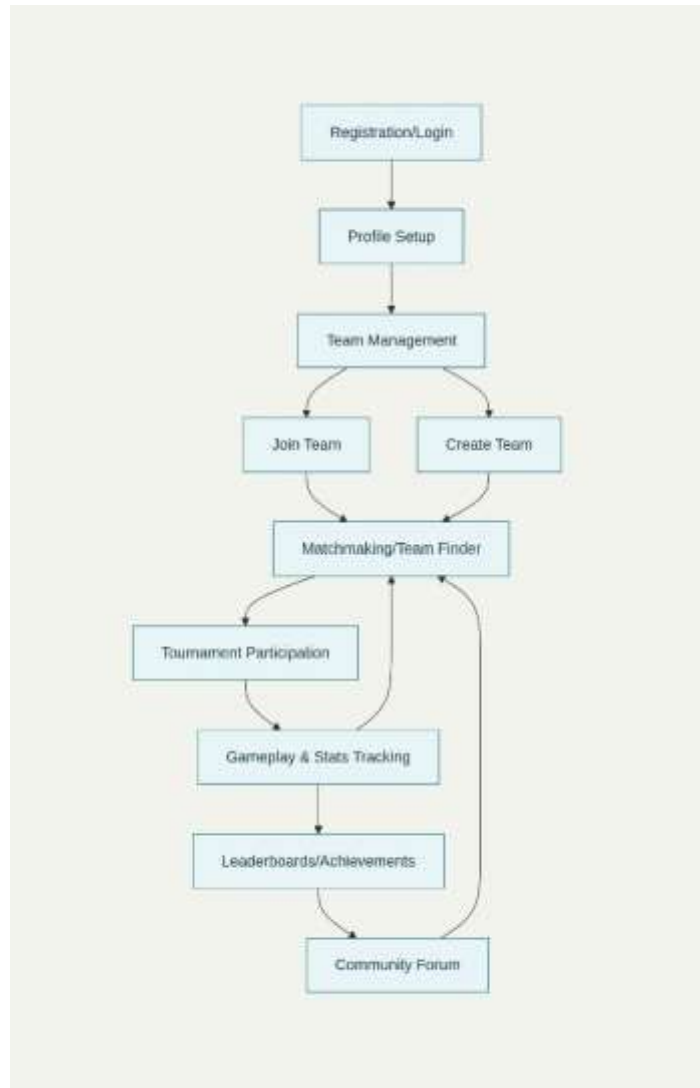 Registration/Login
Profile Setup
Team Management
Join Team
Create Team
Matchmaking/Team Finder
Tournament Participation
Gameplay & Stats Tracking
Leaderboards/Achievements
Community Forum